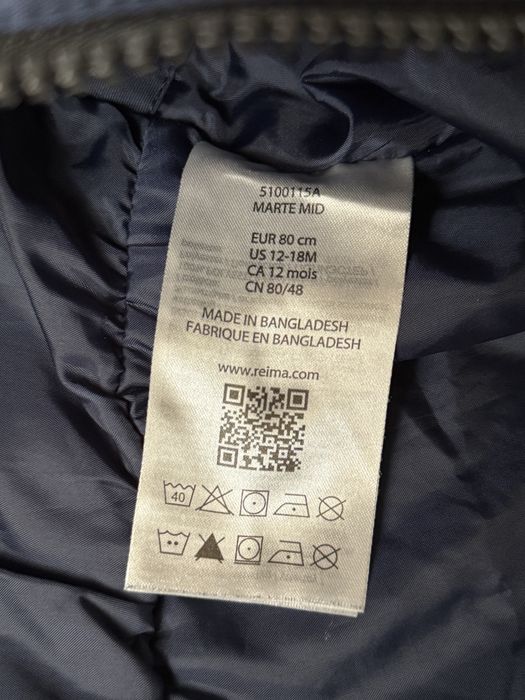 5100115A
MARTE MID
EUR 80 cm
US 12-18M
CA 12 mois
CN 80/48
MADE IN BANGLADESH
FABRIQUE EN BANGLADESH
www.reima.com
40